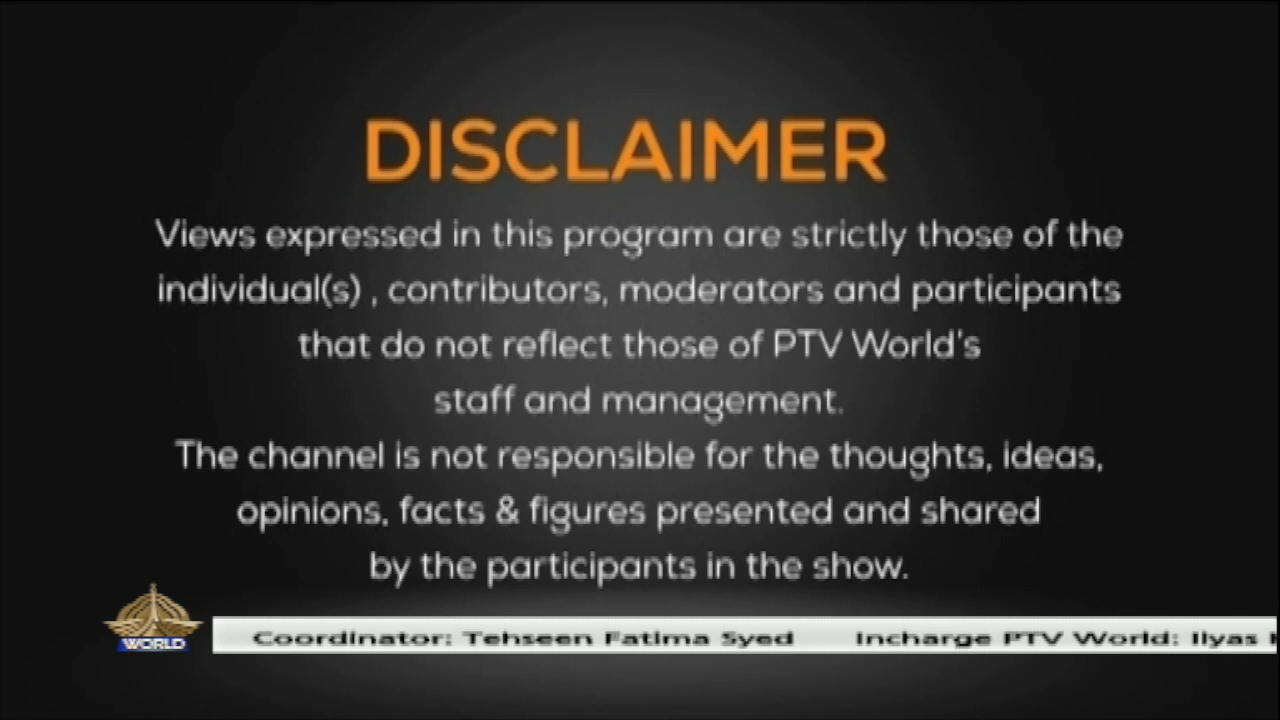 DISCLAIMER
Views expressed in this program are strictly those of the
individual(s) , contributors, moderators and participants
that do not reflect those of PTV World's
staff and management.
The channel is not responsible for the thoughts, ideas,
opinions, facts & figures presented and shared
by the participants in the show.
WORLD
Coordinator: Tehseen Fatima Syed Incharge PTV World: Ilyas